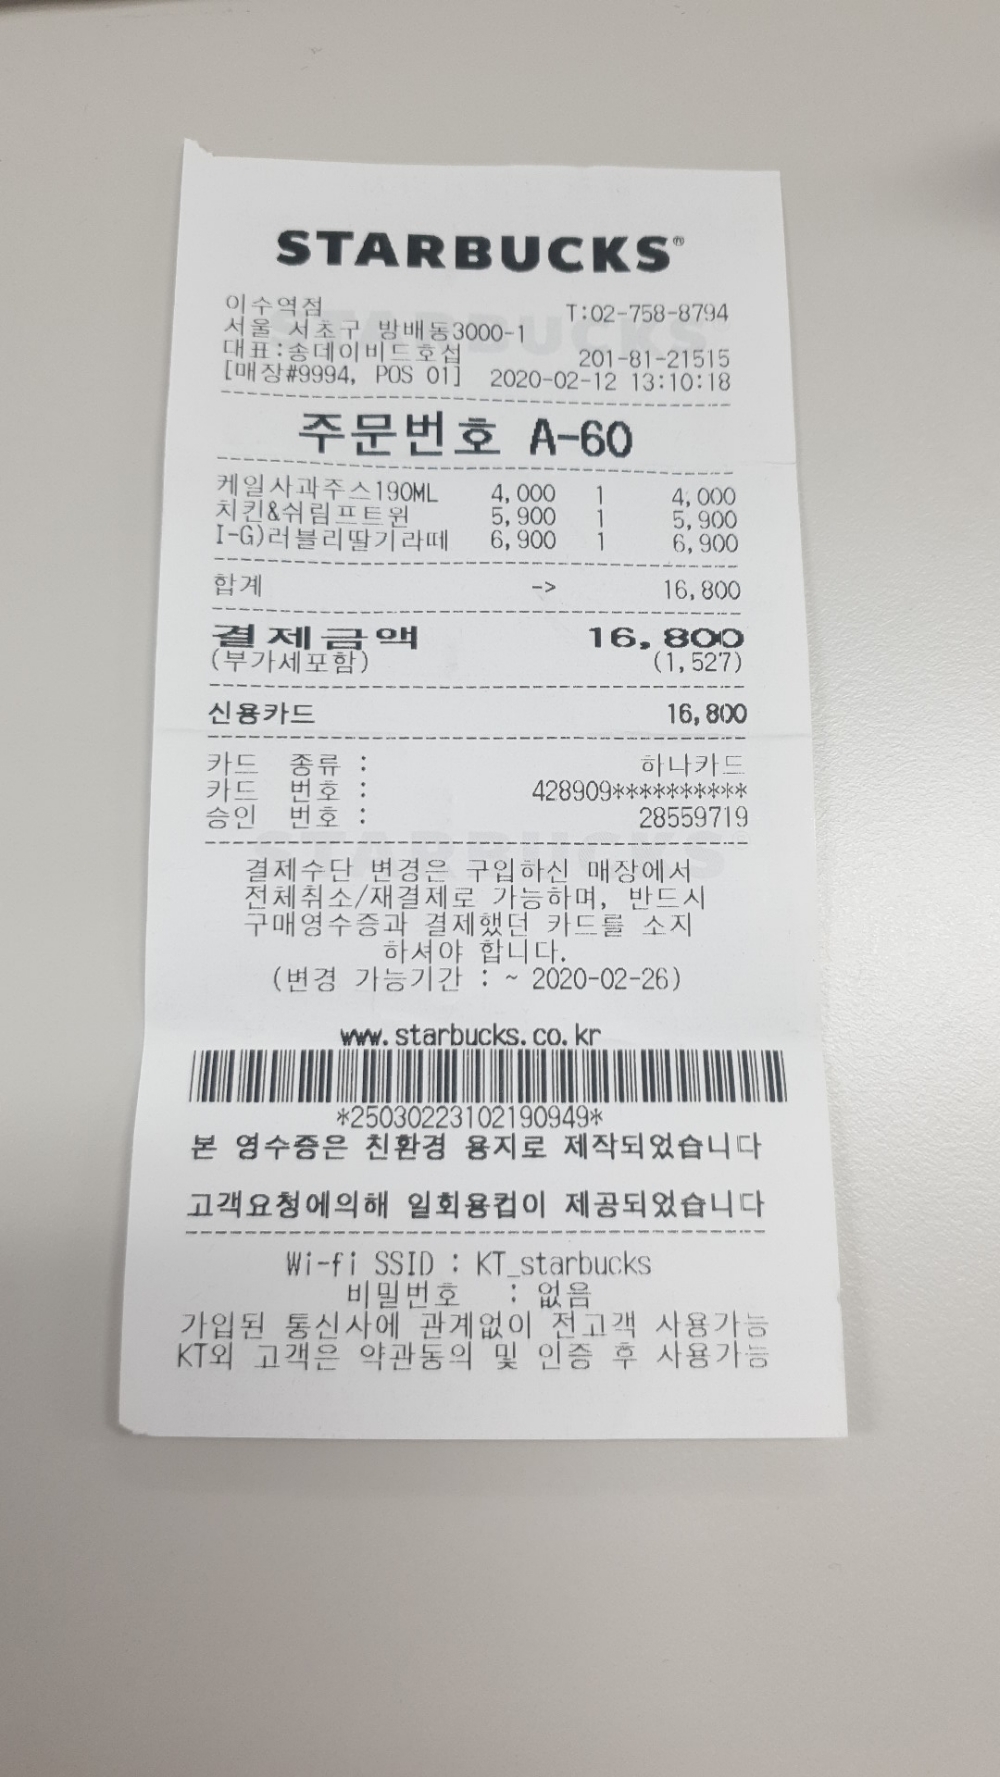 STARBUCKS®
이수역점 T:02-758-8794
서울 서초구 방배동3000-1
대표:송데이비드호섭 201-81-21515
[매장#9994, POS 01] 2020-02-12 13:10:18
주문번호 A-60
케일사과주스190ML 4,000 1 4,000
치킨&쉬림프트윈 5,900 1 5,900
I-G)러블리딸기라떼 6,900 1 6,900
합계 -> 16,800
결제금액 16,800
(부가세포함) (1,527)
신용카드 16,800
카드 종류 : 하나카드
카드 번호 : 428909**********
승인 번호 : 28559719
결제수단 변경은 구입하신 매장에서
전체취소/재결제로 가능하며, 반드시
구매영수증과 결제했던 카드를 소지
하셔야 합니다.
(변경 가능기간 : ~ 2020-02-26)
www.starbucks.co.kr
*25030223102190949*
본 영수증은 친환경 용지로 제작되었습니다
고객요청에의해 일회용컵이 제공되었습니다
Wi-fi SSID : KT_starbucks
비밀번호 : 없음
가입된 통신사에 관계없이 전고객 사용가능
KT외 고객은 약관동의 및 인증 후 사용가능